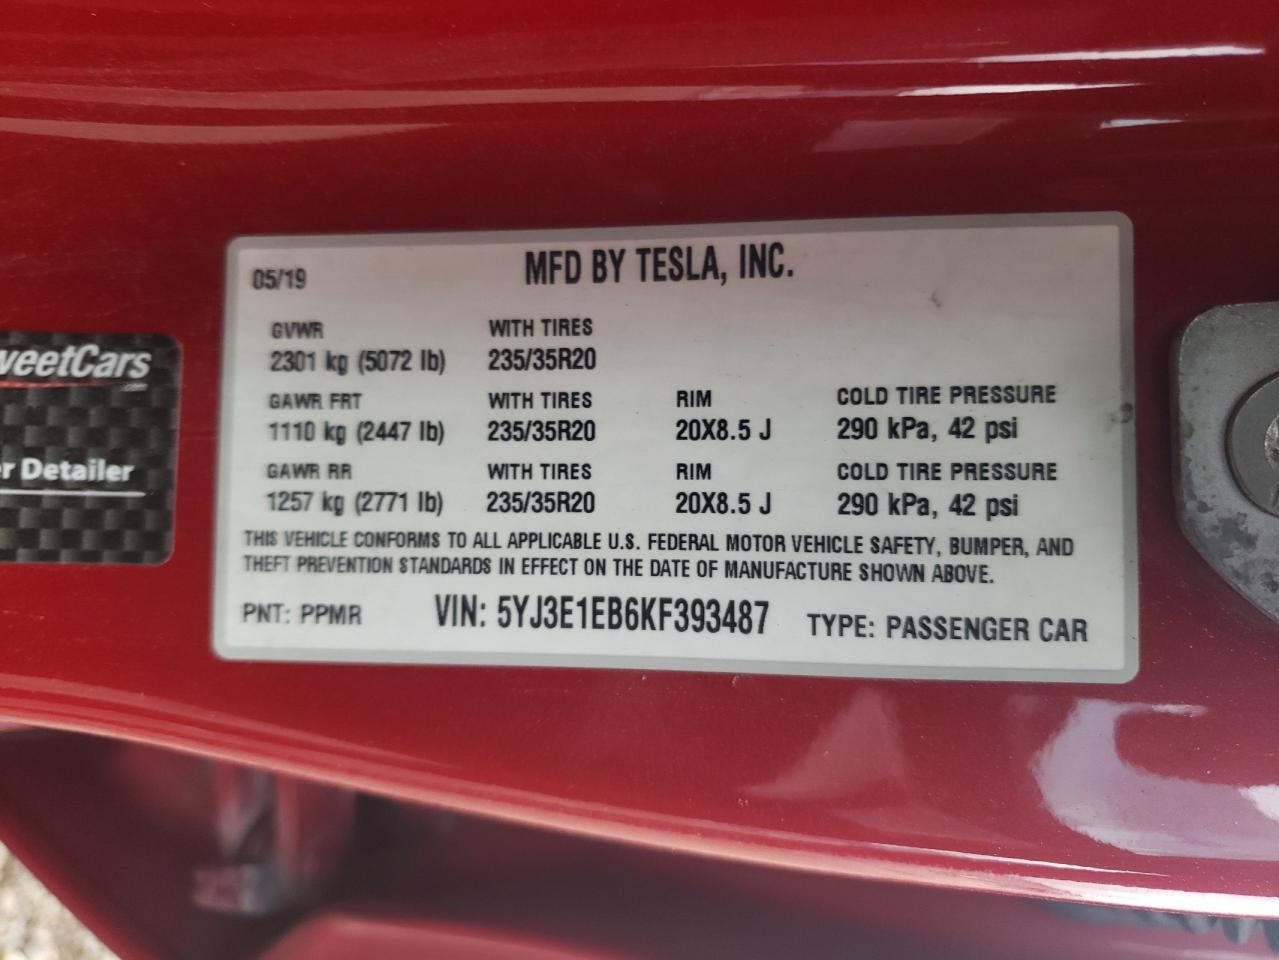 05/19
MFD BY TESLA, INC.
GVWR WITH TIRES
2301 kg (5072 lb) 235/35R20
GAWR FRT WITH TIRES RIM COLD TIRE PRESSURE
1110 kg (2447 lb) 235/35R20 20X8.5 J 290 kPa, 42 psi
GAWR RR WITH TIRES RIM COLD TIRE PRESSURE
1257 kg (2771 lb) 235/35R20 20X8.5 J 290 kPa, 42 psi
THIS VEHICLE CONFORMS TO ALL APPLICABLE U.S. FEDERAL MOTOR VEHICLE SAFETY, BUMPER, AND
THEFT PREVENTION STANDARDS IN EFFECT ON THE DATE OF MANUFACTURE SHOWN ABOVE.
PNT: PPMR VIN: 5YJ3E1EB6KF393487 TYPE: PASSENGER CAR
weetCars
.com
er Detailer